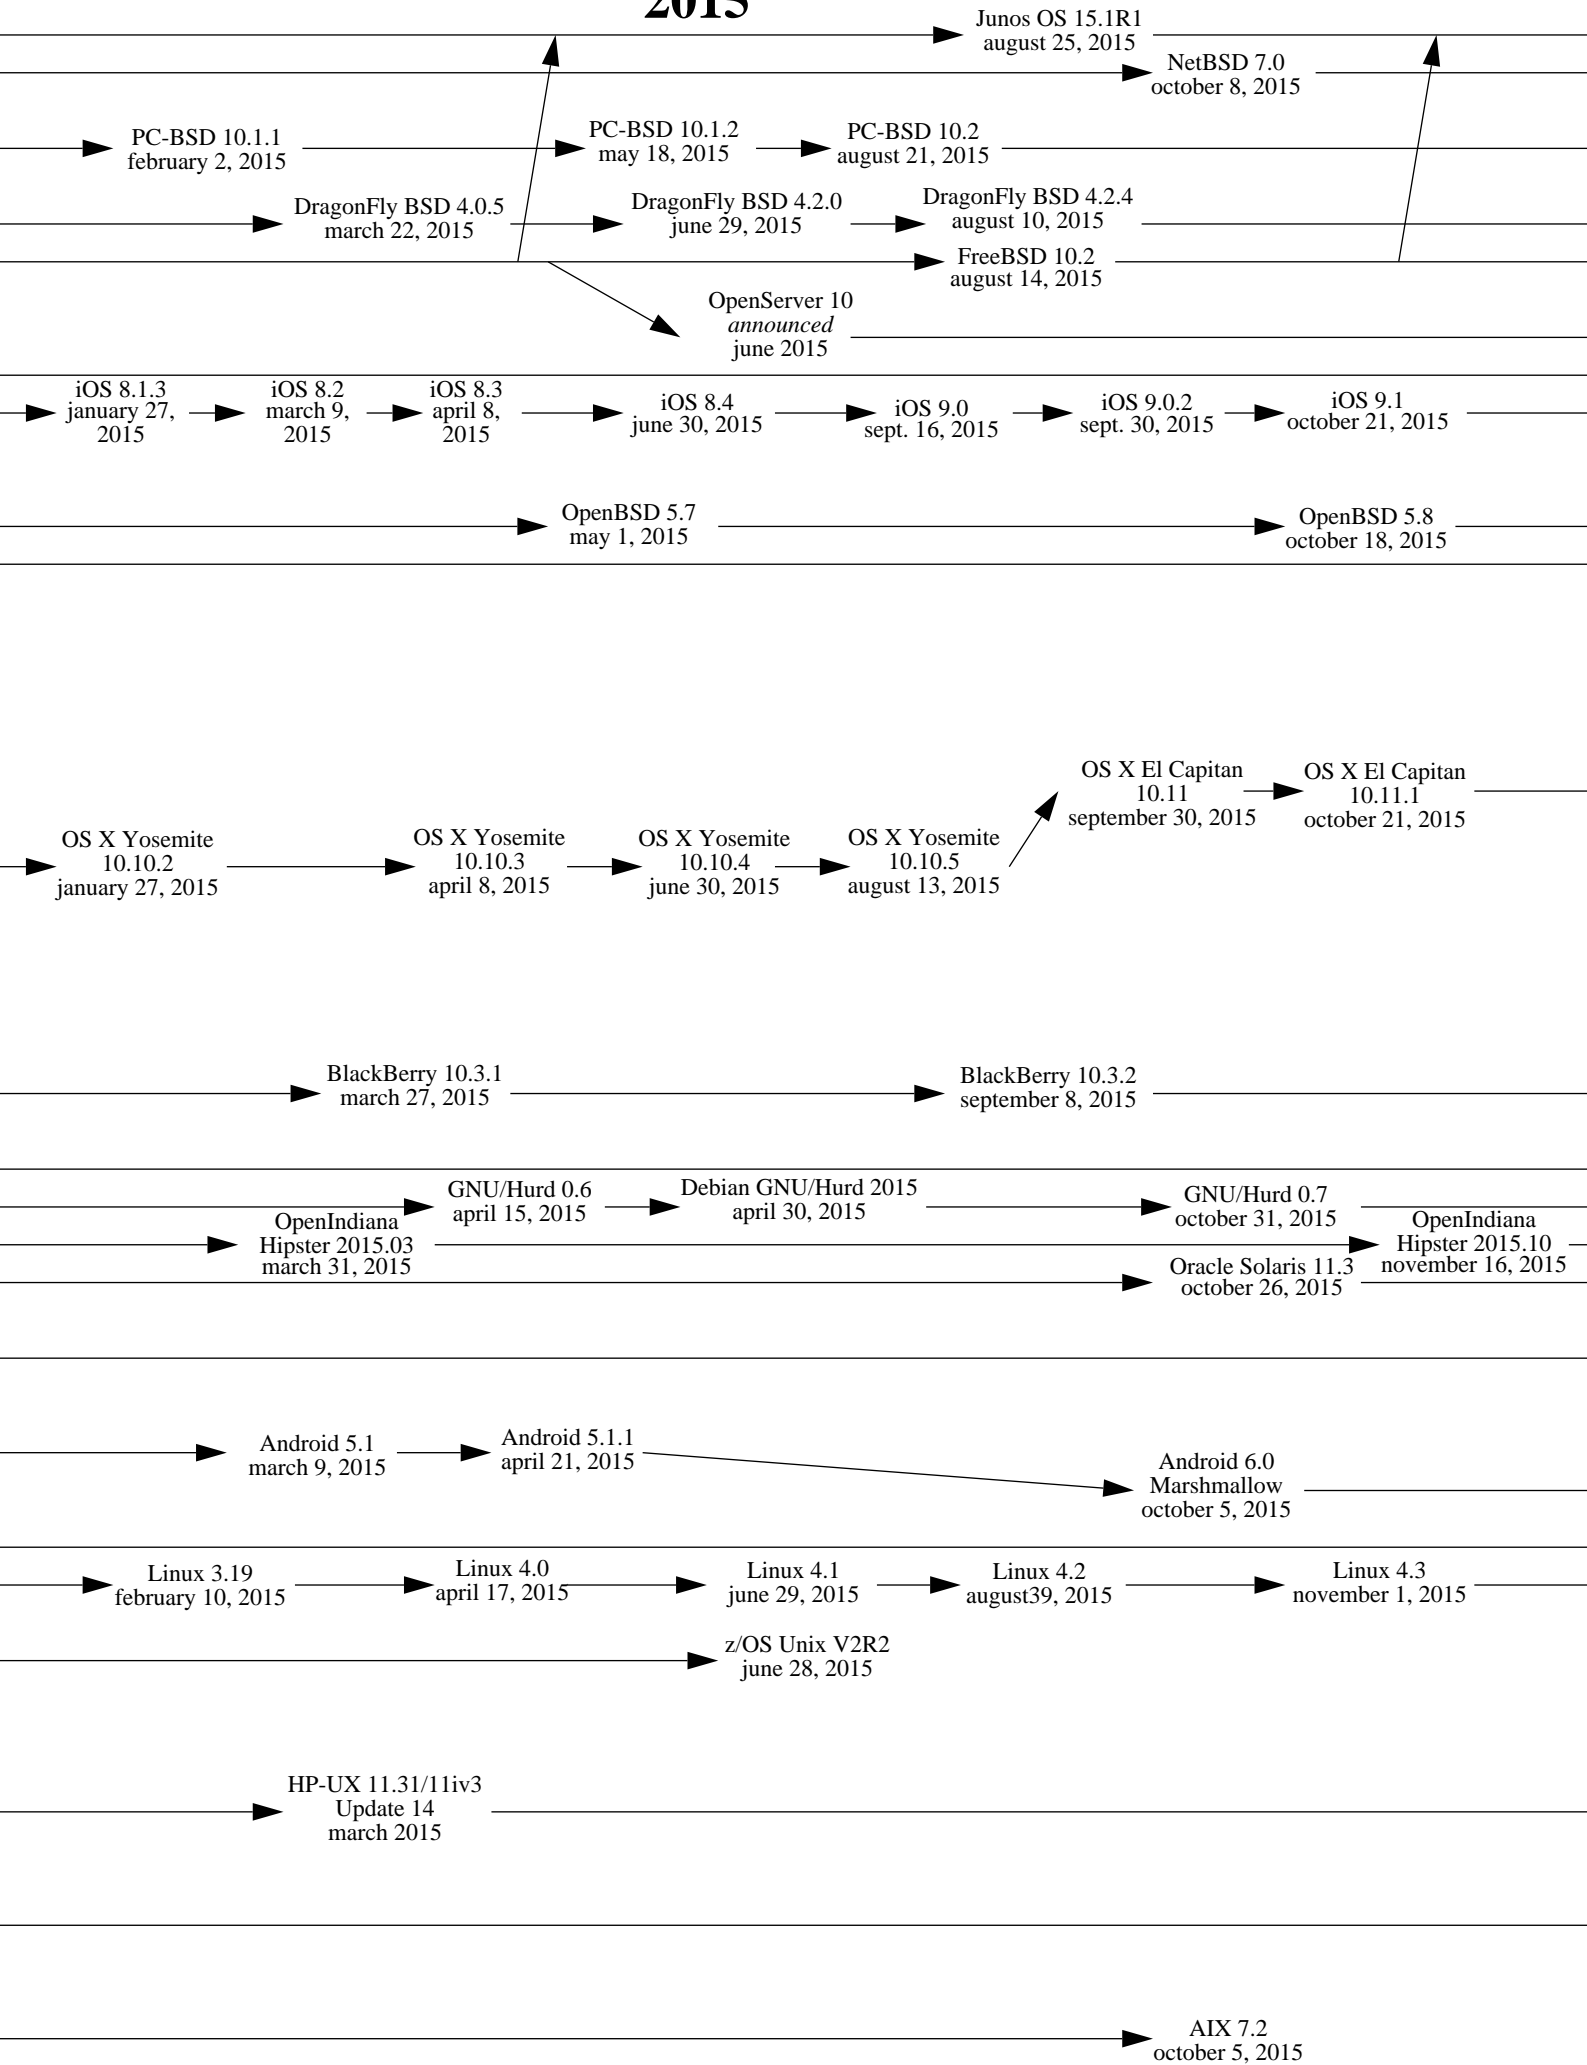 2015
Junos OS 15.1R1
august 25, 2015
NetBSD 7.0
october 8, 2015
PC-BSD 10.1.1
february 2, 2015
PC-BSD 10.1.2
may 18, 2015
PC-BSD 10.2
august 21, 2015
DragonFly BSD 4.0.5
march 22, 2015
DragonFly BSD 4.2.0
june 29, 2015
DragonFly BSD 4.2.4
august 10, 2015
FreeBSD 10.2
august 14, 2015
OpenServer 10
announced
june 2015
iOS 8.1.3
january 27,
2015
iOS 8.2
march 9,
2015
iOS 8.3
april 8,
2015
iOS 8.4
june 30, 2015
iOS 9.0
sept. 16, 2015
iOS 9.0.2
sept. 30, 2015
iOS 9.1
october 21, 2015
OpenBSD 5.7
may 1, 2015
OpenBSD 5.8
october 18, 2015
OS X El Capitan
10.11
september 30, 2015
OS X El Capitan
10.11.1
october 21, 2015
OS X Yosemite
10.10.2
january 27, 2015
OS X Yosemite
10.10.3
april 8, 2015
OS X Yosemite
10.10.4
june 30, 2015
OS X Yosemite
10.10.5
august 13, 2015
BlackBerry 10.3.1
march 27, 2015
BlackBerry 10.3.2
september 8, 2015
GNU/Hurd 0.6
april 15, 2015
Debian GNU/Hurd 2015
april 30, 2015
GNU/Hurd 0.7
october 31, 2015
OpenIndiana
Hipster 2015.03
march 31, 2015
OpenIndiana
Hipster 2015.10
november 16, 2015
Oracle Solaris 11.3
october 26, 2015
Android 5.1
march 9, 2015
Android 5.1.1
april 21, 2015
Android 6.0
Marshmallow
october 5, 2015
Linux 3.19
february 10, 2015
Linux 4.0
april 17, 2015
Linux 4.1
june 29, 2015
Linux 4.2
august39, 2015
Linux 4.3
november 1, 2015
z/OS Unix V2R2
june 28, 2015
HP-UX 11.31/11iv3
Update 14
march 2015
AIX 7.2
october 5, 2015